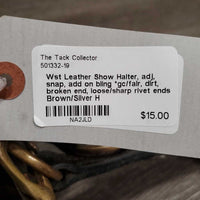 The Tack Collector
501332-19
Wst Leather Show Halter, adj,
snap, add on bling *gc/fair, dirt,
broken end, loose/sharp rivet ends
Brown/Silver H
$15.00
NA2JLD